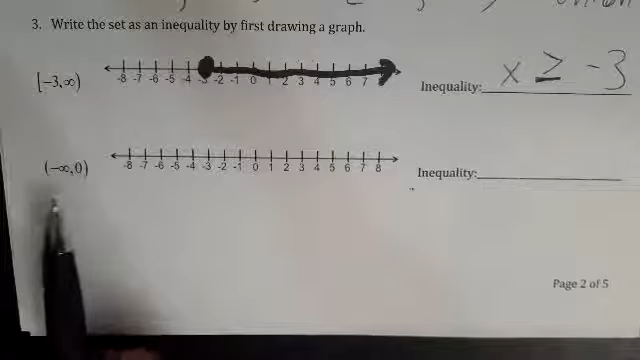 3. Write the set as an inequality by first drawing a graph.
[-3,∞)
-8 -7 -6 -5 -4 -3 -2 -1 0 1 2 3 4 5 6 7
Inequality: x ≥ -3
(-∞,0)
-8 -7 -6 -5 -4 -3 -2 -1 0 1 2 3 4 5 6 7 8
Inequality:
Page 2 of 5